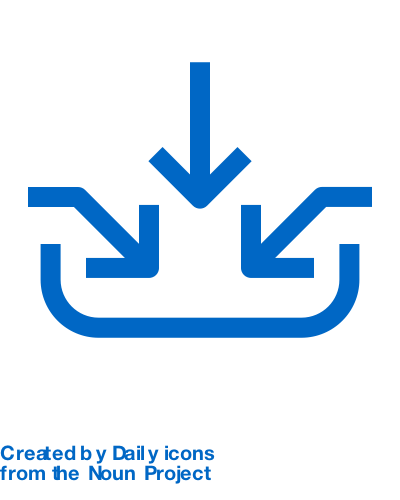 Created by Daily icons
from the Noun Project